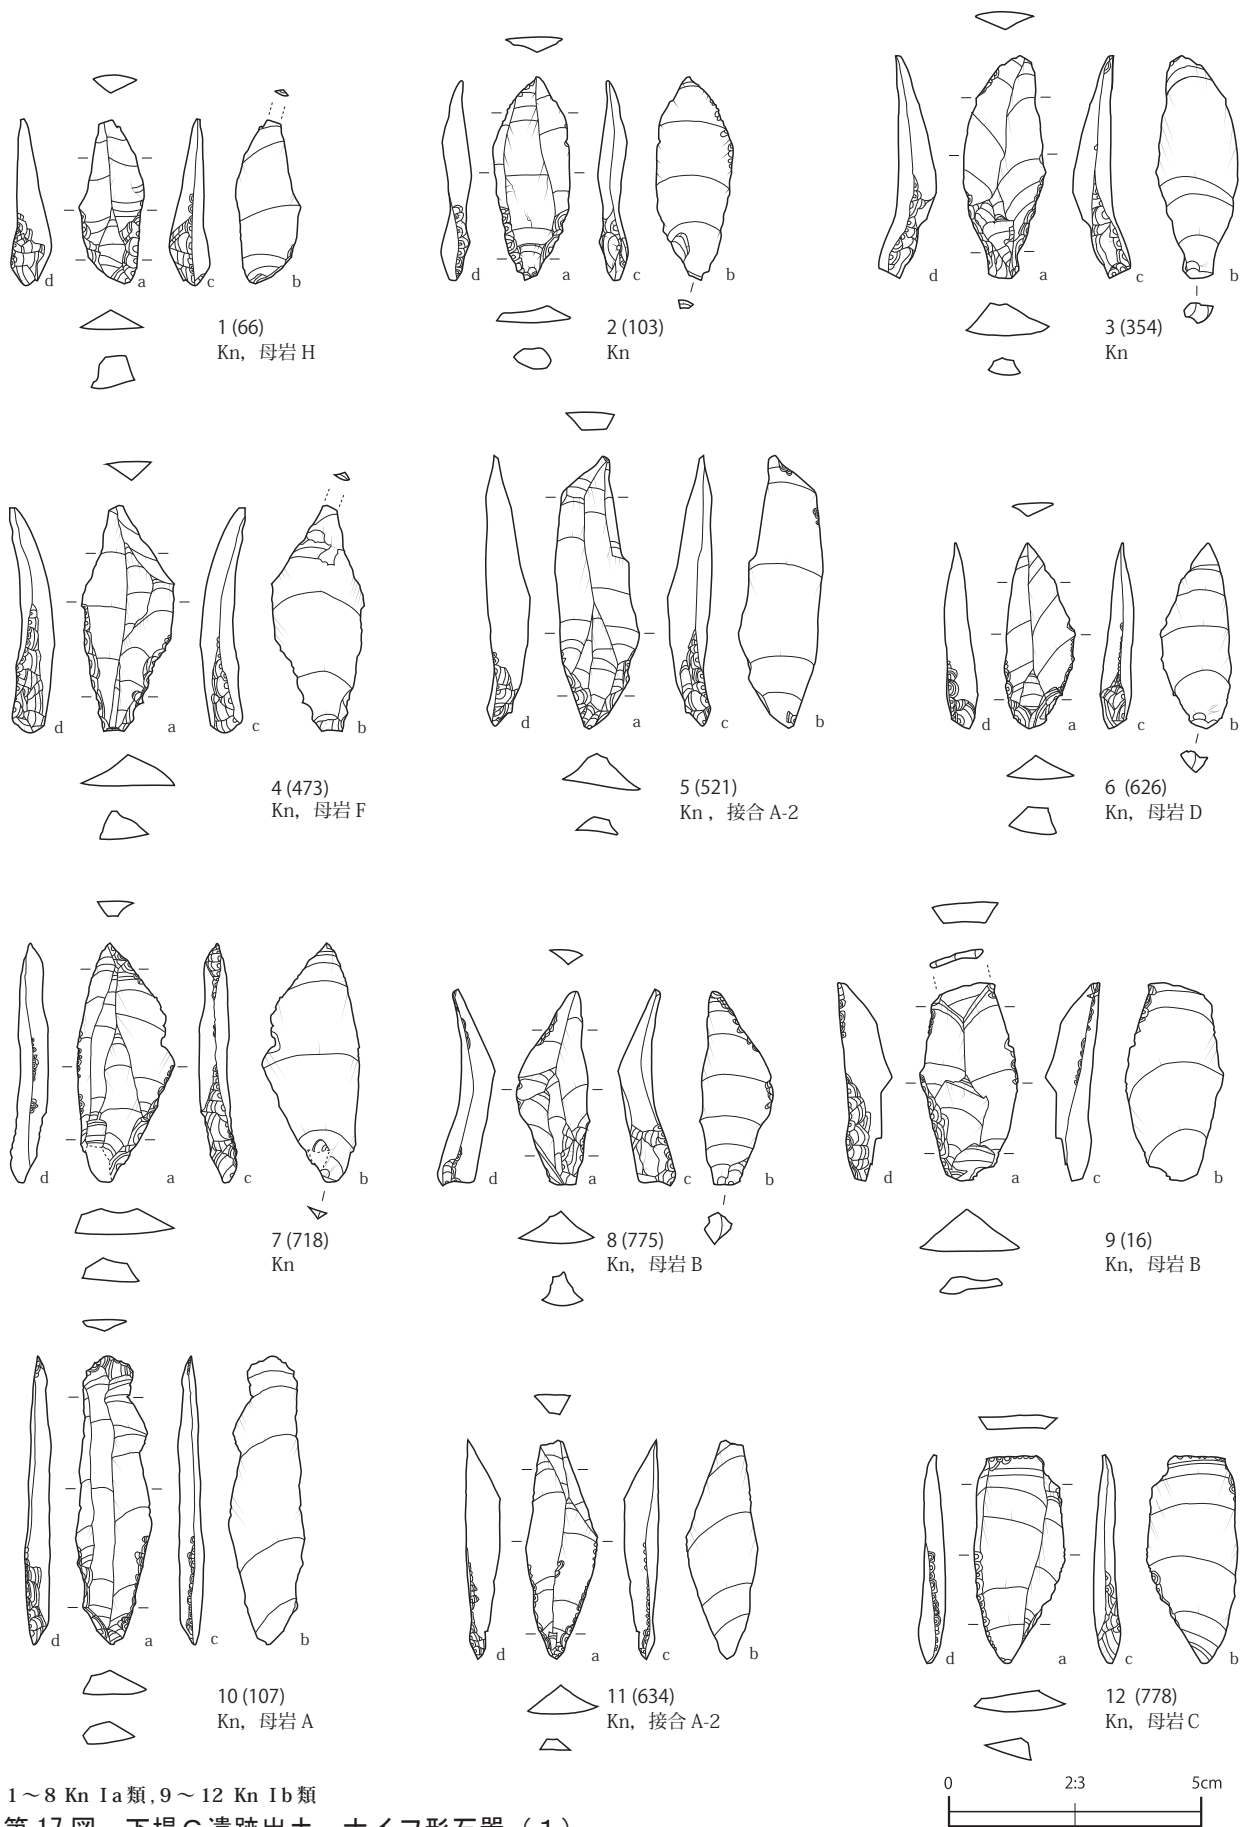 d a c b
1 (66)
Kn, 母岩 H
d a c b
2 (103)
Kn
d a c b
3 (354)
Kn
d a c b
4 (473)
Kn, 母岩 F
d a c b
5 (521)
Kn , 接合 A-2
d a c b
6 (626)
Kn, 母岩 D
d a c b
7 (718)
Kn
d a c b
8 (775)
Kn, 母岩 B
d a c b
9 (16)
Kn, 母岩 B
d a c b
10 (107)
Kn, 母岩 A
d a c b
11 (634)
Kn, 接合 A-2
d a c b
12 (778)
Kn, 母岩 C
1～8 Kn Ⅰa類,9～12 Kn Ⅰb類
0 2:3 5cm
第 17 図 下堤G遺跡出土 ナイフ形石器（1）